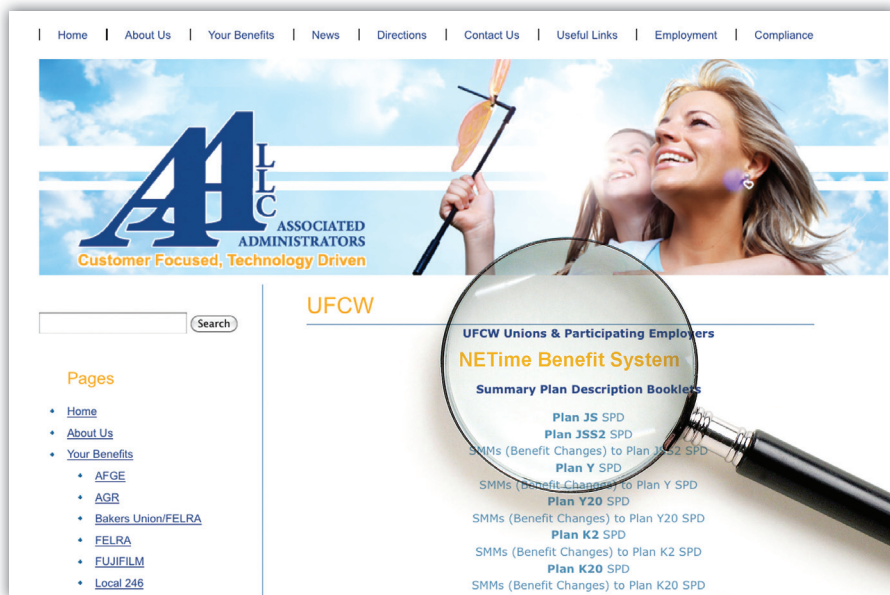 Home | About Us | Your Benefits | News | Directions | Contact Us | Useful Links | Employment | Compliance
AA LLC
ASSOCIATED
ADMINISTRATORS
Customer Focused, Technology Driven
Search
Pages
Home
About Us
Your Benefits
AFGE
AGR
Bakers Union/FELRA
FELRA
FUJIFILM
Local 246
UFCW
UFCW Unions & Participating Employers
NETime Benefit System
Summary Plan Description Booklets
Plan JS SPD
Plan JSS2 SPD
SMMs (Benefit Changes) to Plan JSS2 SPD
Plan Y SPD
SMMs (Benefit Changes) to Plan Y SPD
Plan Y20 SPD
SMMs (Benefit Changes) to Plan Y20 SPD
Plan K2 SPD
SMMs (Benefit Changes) to Plan K2 SPD
Plan K20 SPD
SMMs (Benefit Changes) to Plan K20 SPD